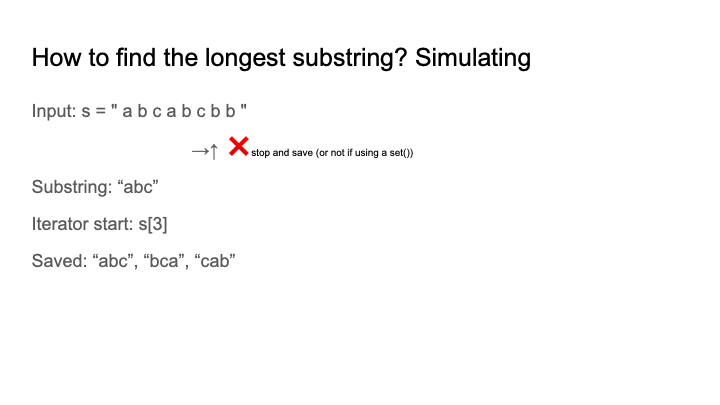 How to find the longest substring? Simulating
Input: s = " a b c a b c b b "
→↑ ❌ stop and save (or not if using a set())
Substring: “abc”
Iterator start: s[3]
Saved: “abc”, “bca”, “cab”